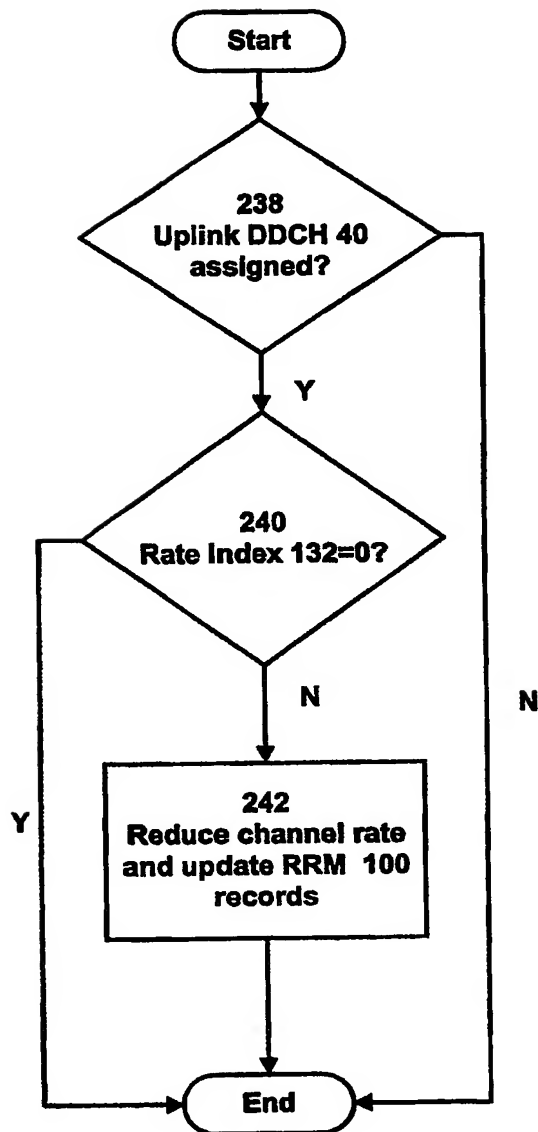 Start
238
Uplink DDCH 40
assigned?
Y
240
Rate Index 132=0?
N
N
Y
242
Reduce channel rate
and update RRM 100
records
End